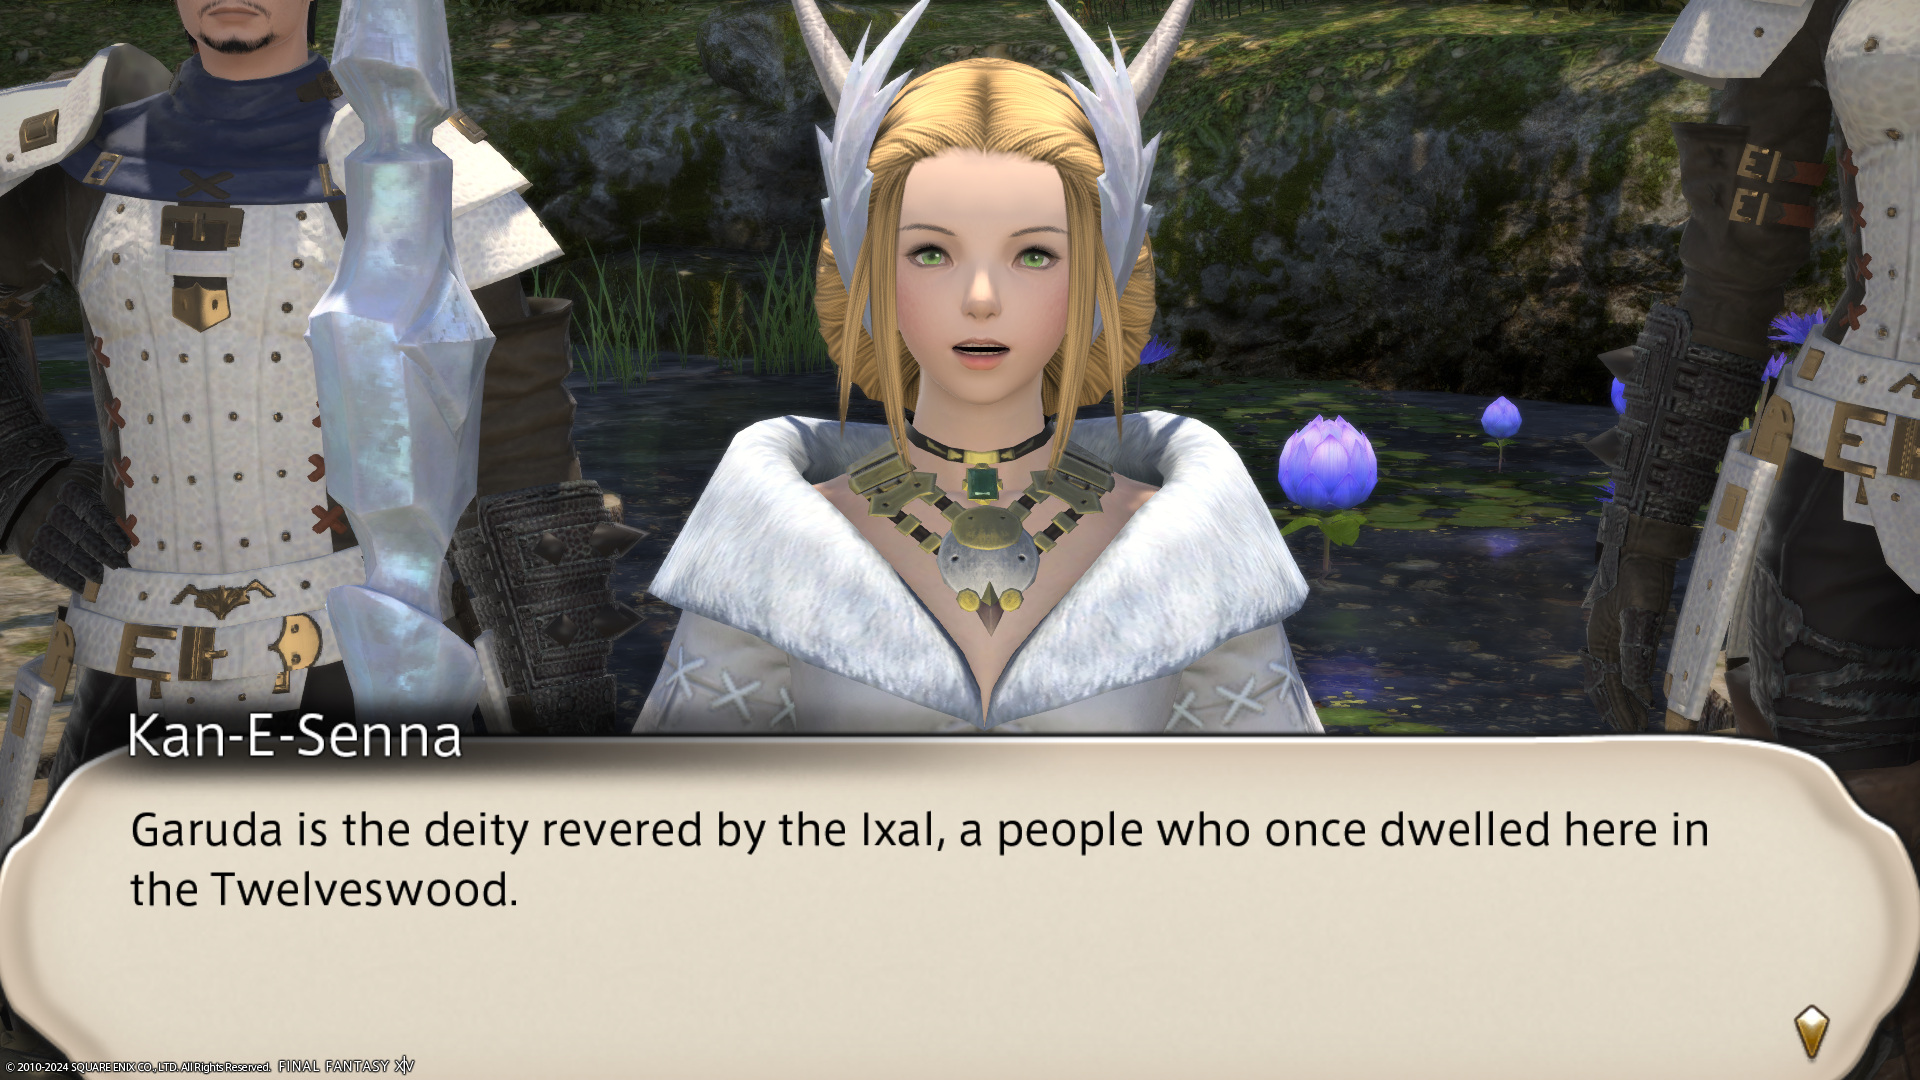 Kan-E-Senna
Garuda is the deity revered by the Ixal, a people who once dwelled here in
the Twelveswood.
© 2010-2024 SQUARE ENIX CO., LTD. All Rights Reserved. FINAL FANTASY XIV